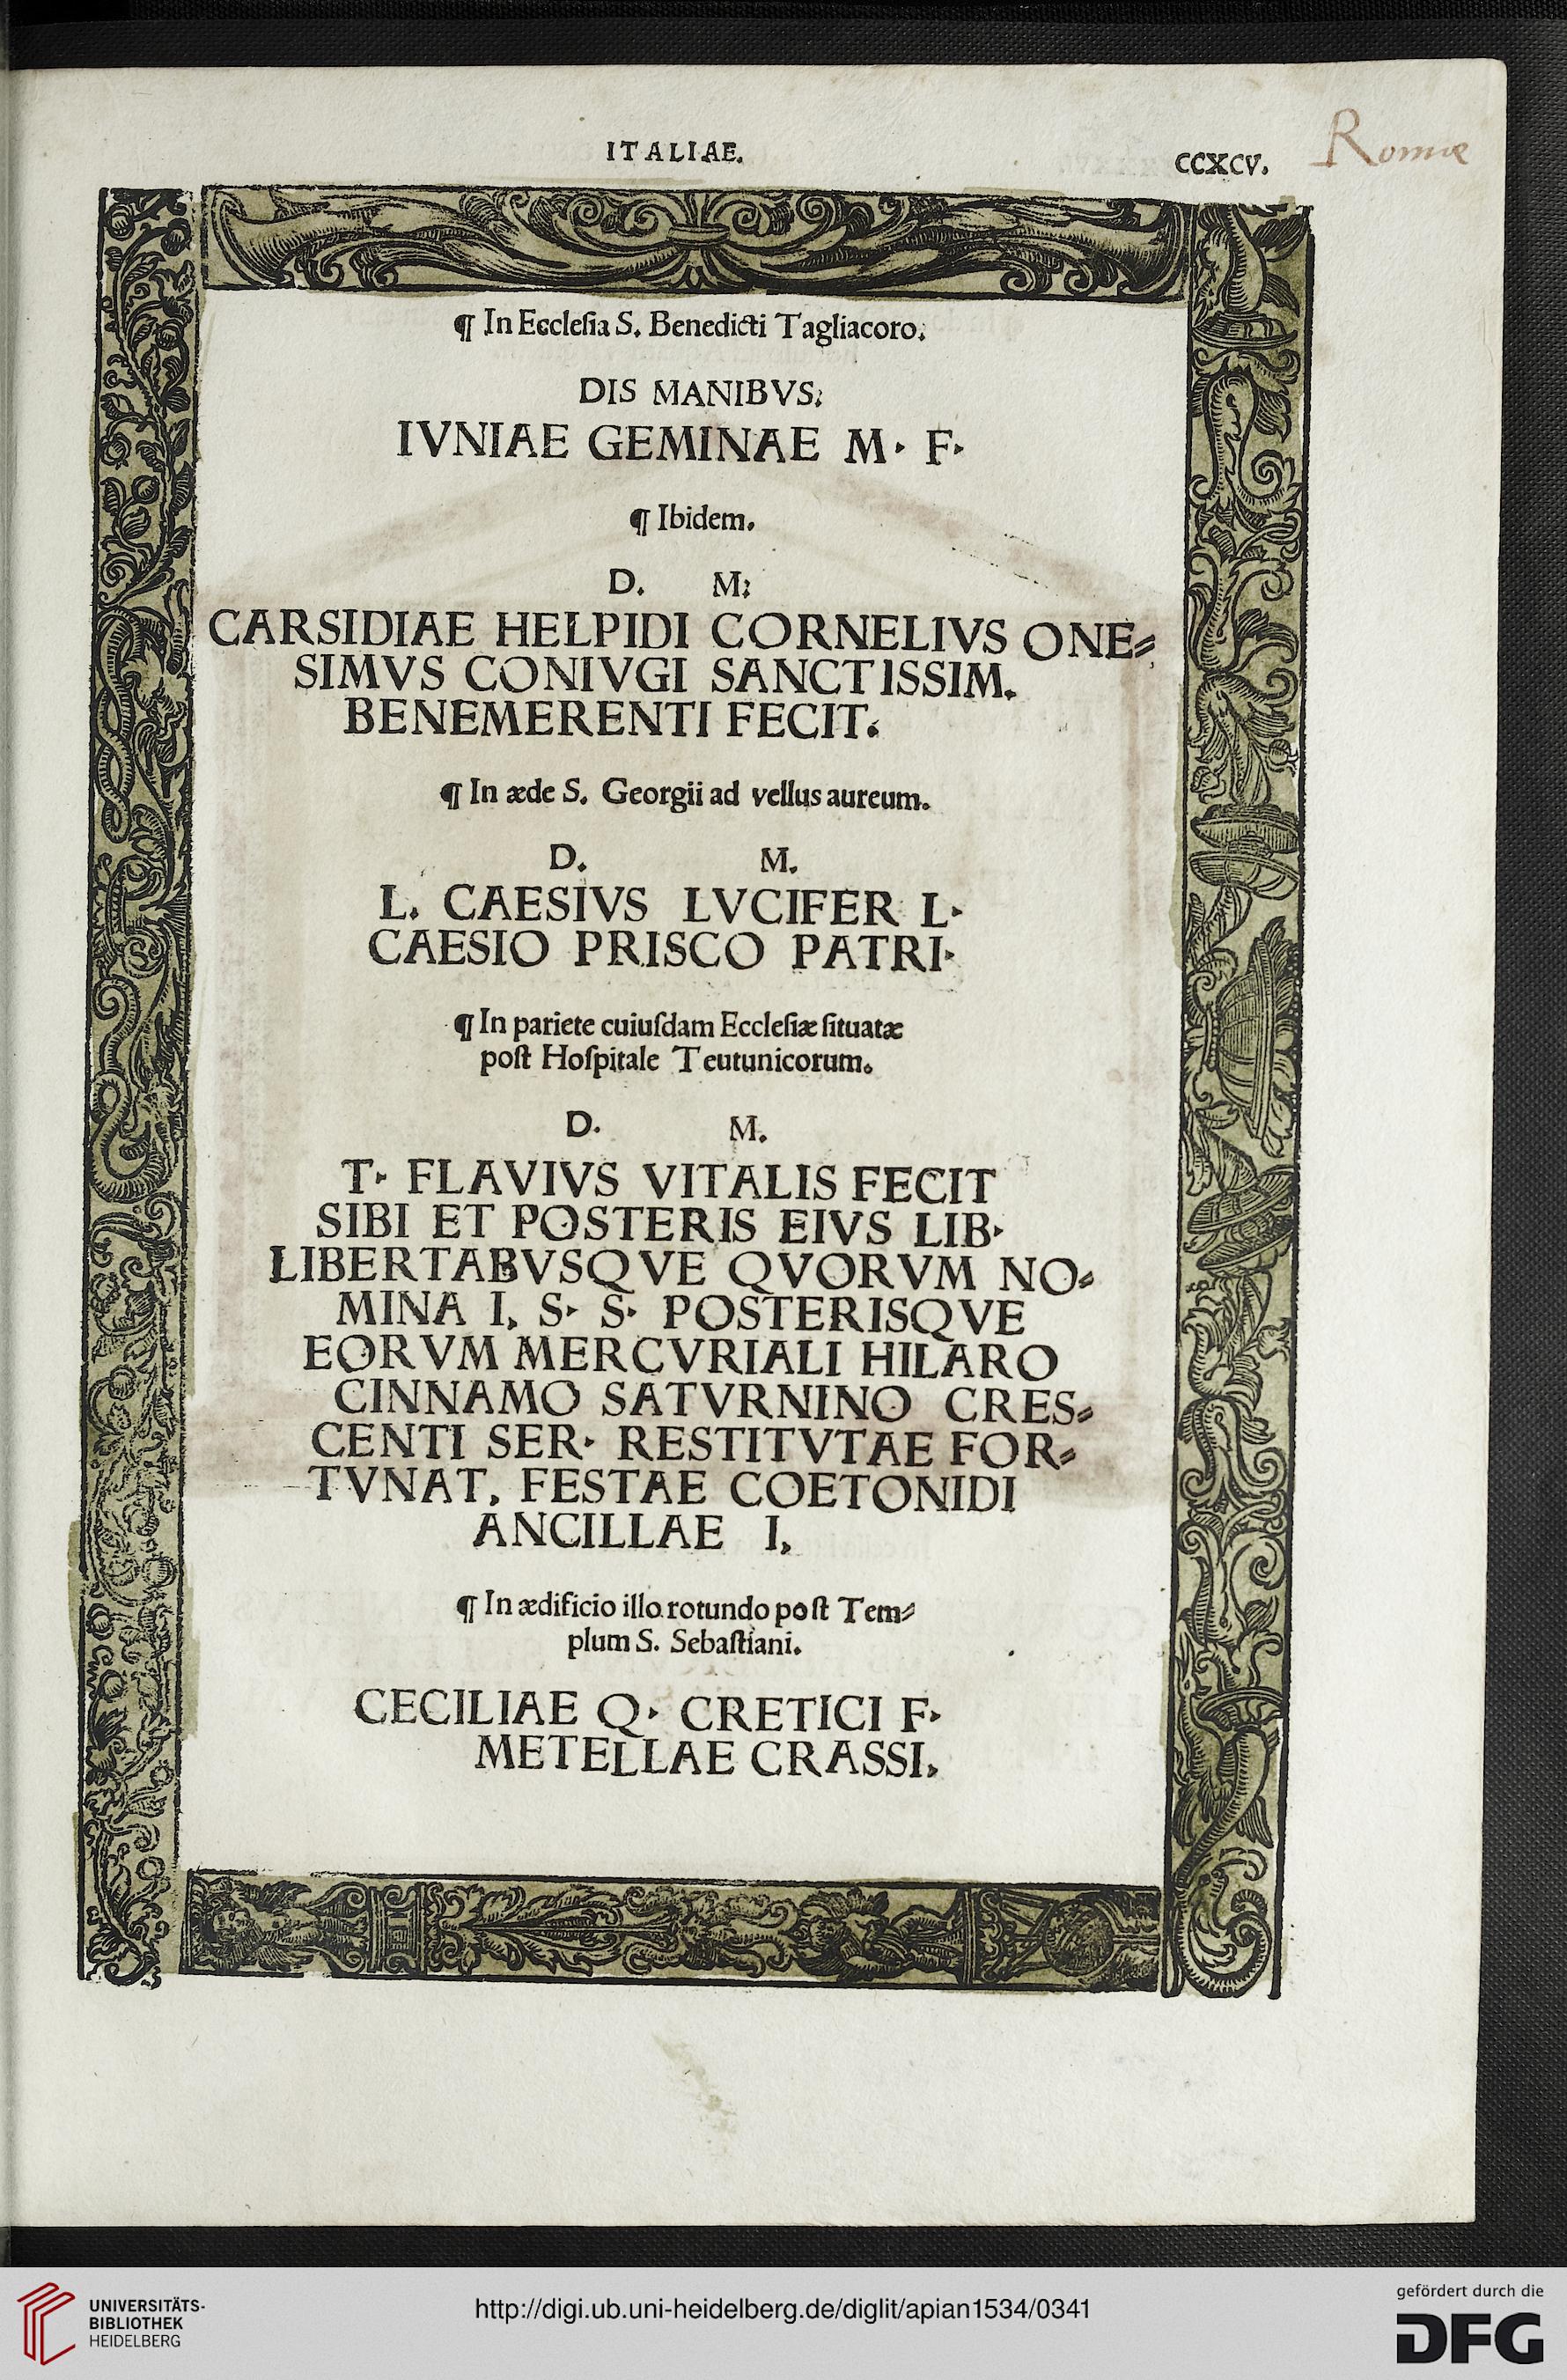 ITALIAE.
CCXCV.
Romæ
¶ In Ecclesia S. Benedicti Tagliacoro.
DIS MANIBVS;
IVNIAE GEMINAE M· F·
¶ Ibidem.
D. M;
CARSIDIAE HELPIDI CORNELIVS ONE⸗
SIMVS CONIVGI SANCTISSIM.
BENEMERENTI FECIT.
¶ In æde S. Georgii ad vellus aureum.
D. M.
L. CAESIVS LVCIFER L·
CAESIO PRISCO PATRI·
¶ In pariete cuiuſdam Eccleſiæ ſituatæ
poſt Hoſpitale Teutunicorum.
D. M.
T· FLAVIVS VITALIS FECIT
SIBI ET POSTERIS EIVS LIB·
LIBERTABVSQVE QVORVM NO⸗
MINA I, S· S· POSTERISQVE
EORVM MERCVRIALI HILARO
CINNAMO SATVRNINO CRES⸗
CENTI SER· RESTITVTAE FOR⸗
TVNAT, FESTAE COETONIDI
ANCILLAE I,
¶ In ædificio illo rotundo poſt Tem⸗
plum S. Sebaſtiani.
CECILIAE Q· CRETICI F·
METELLAE CRASSI,
UNIVERSITÄTS-
BIBLIOTHEK
HEIDELBERG
http://digi.ub.uni-heidelberg.de/diglit/apian1534/0341
gefördert durch die
DFG